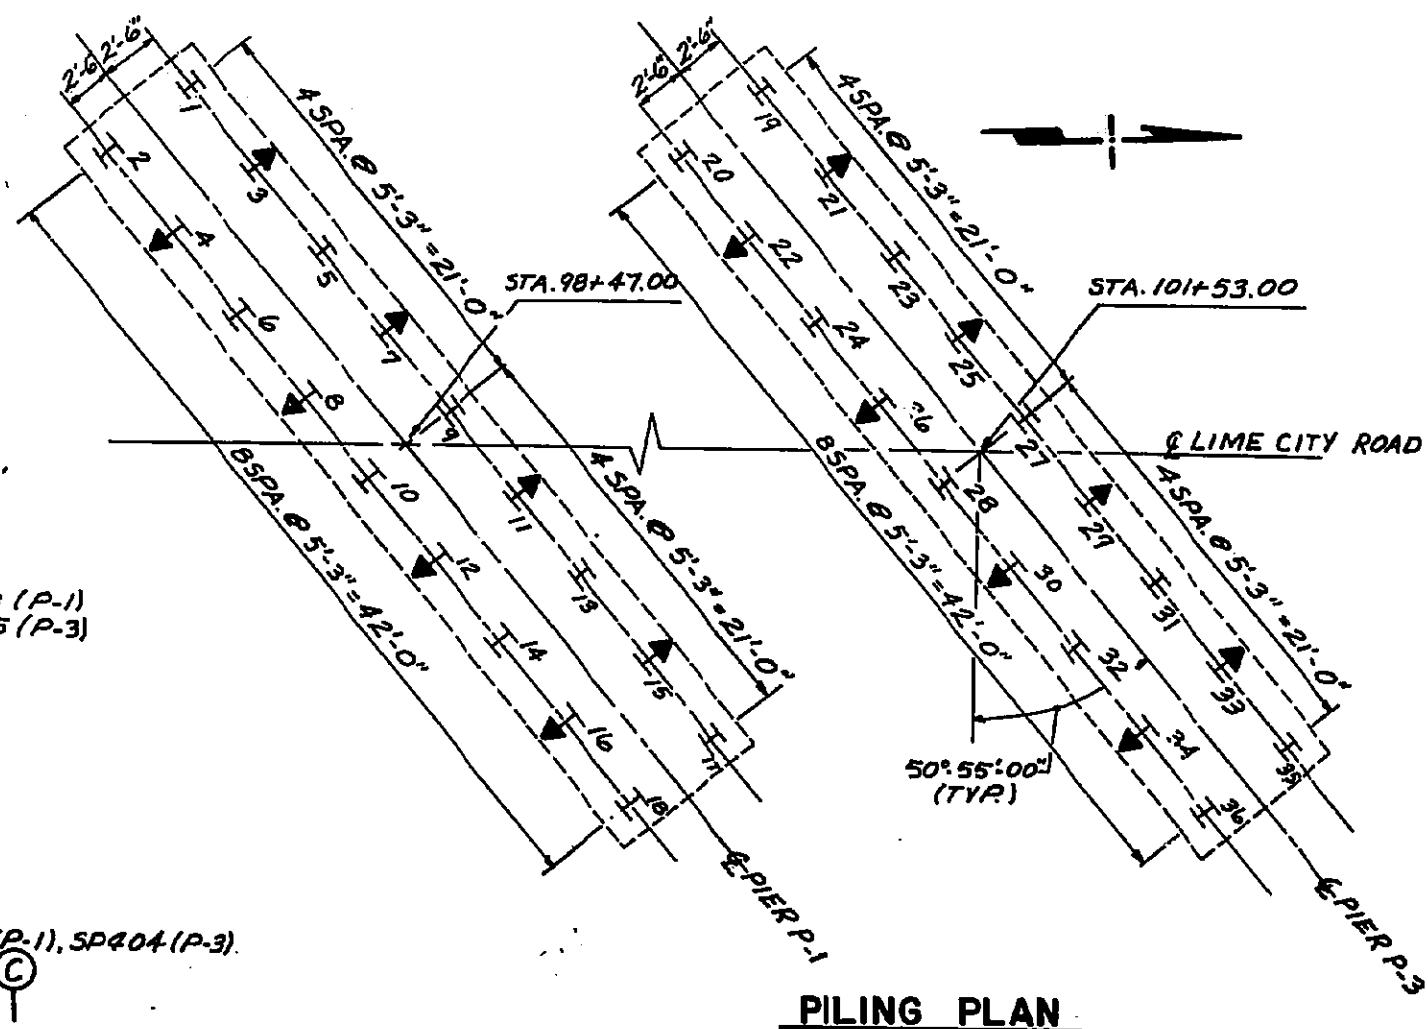 2'-6" 2'-6"
1
2
3
4
5
6
7
8
9
10
11
12
13
14
15
16
17
18
4 SPA. @ 5'-3" = 21'-0"
4 SPA. @ 5'-3" = 21'-0"
8 SPA. @ 5'-3" = 42'-0"
STA. 98+47.00
℄ PIER P-1
2'-6" 2'-6"
19
20
21
22
23
24
25
26
27
28
27
30
31
32
33
34
35
36
4 SPA. @ 5'-3" = 21'-0"
4 SPA. @ 5'-3" = 21'-0"
8 SPA. @ 5'-3" = 42'-0"
STA. 101+53.00
℄ LIME CITY ROAD
50°-55'-00"
(TYP.)
℄ PIER P-3
(P-1)
5 (P-3)
(P-1), SP404 (P-3)
C
PILING PLAN